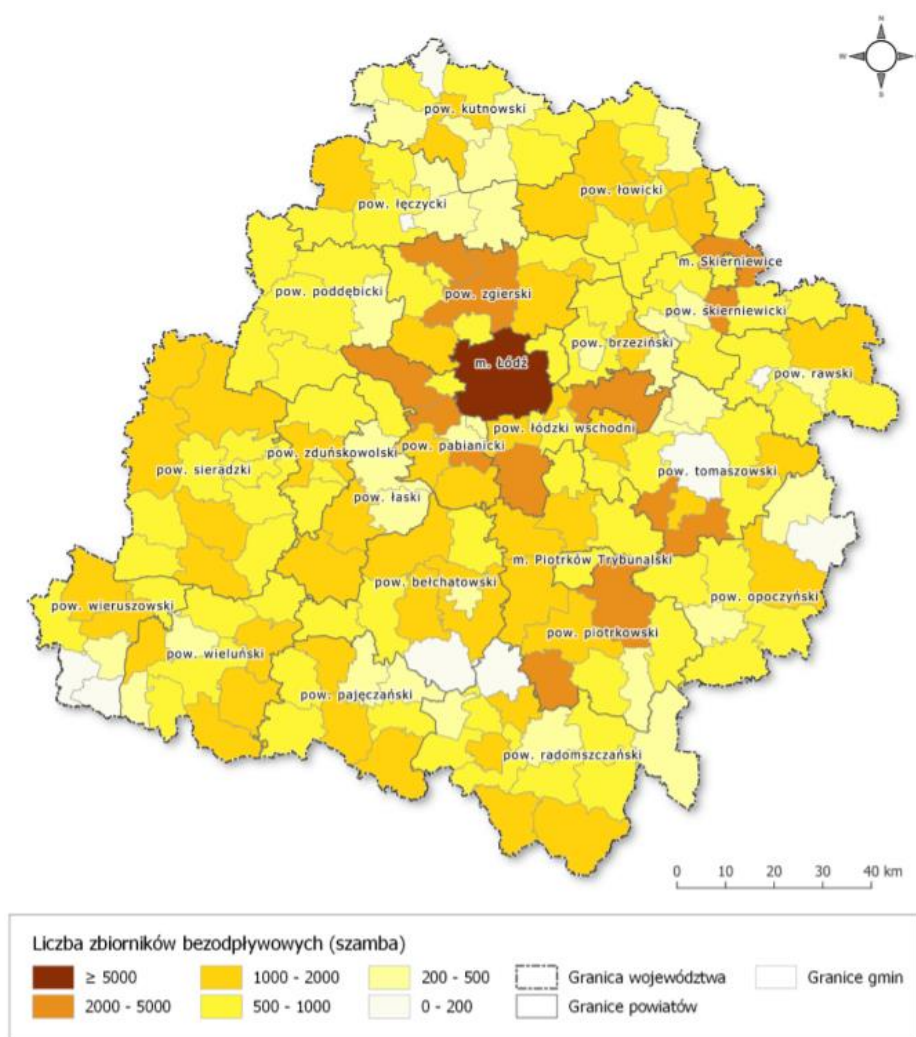 N
W
S
pow. kutnowski
pow. łowicki
pow. łęczycki
m. Skierniewice
pow. poddębicki
pow. zgierski
pow. skierniewicki
pow. brzeziński
m. Łódź
pow. rawski
pow. łódzki wschodni
pow. pabianicki
pow. zduńskowolski
pow. sieradzki
pow. tomaszowski
pow. łaski
m. Piotrków Trybunalski
pow. bełchatowski
pow. opoczyński
pow. wieruszowski
pow. piotrkowski
pow. wieluński
pow. pajęczański
pow. radomszczański
0 10 20 30 40 km
Liczba zbiorników bezodpływowych (szamba)
≥ 5000 1000 - 2000 200 - 500 Granica województwa Granice gmin
2000 - 5000 500 - 1000 0 - 200 Granice powiatów